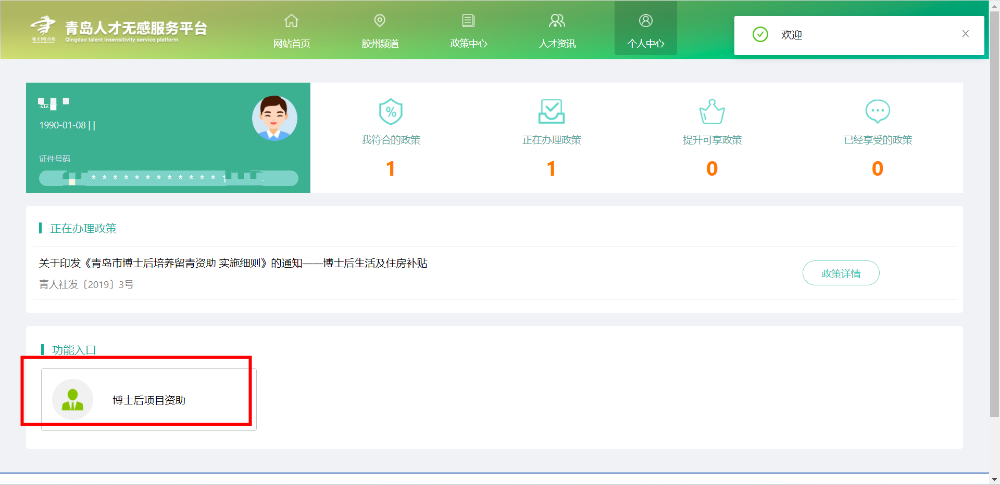 青岛人才无感服务平台
Qingdao talent insensitivity service platform
网站首页
胶州频道
政策中心
人才资讯
个人中心
欢迎
1990-01-08 | |
证件号码
* * * * * * * * * * * * 1
我符合的政策
1
正在办理政策
1
提升可享政策
0
已经享受的政策
0
正在办理政策
关于印发《青岛市博士后培养留青资助 实施细则》的通知——博士后生活及住房补贴
青人社发〔2019〕3号
政策详情
功能入口
博士后项目资助